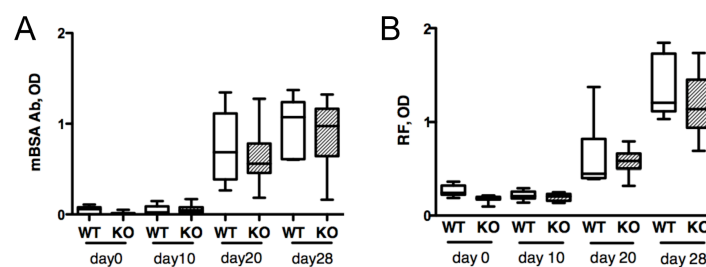 A
mBSA Ab, OD
2
1
0
WT KO WT KO WT KO WT KO
day0 day10 day20 day28
B
RF, OD
2
1
0
WT KO WT KO WT KO WT KO
day 0 day 10 day 20 day 28